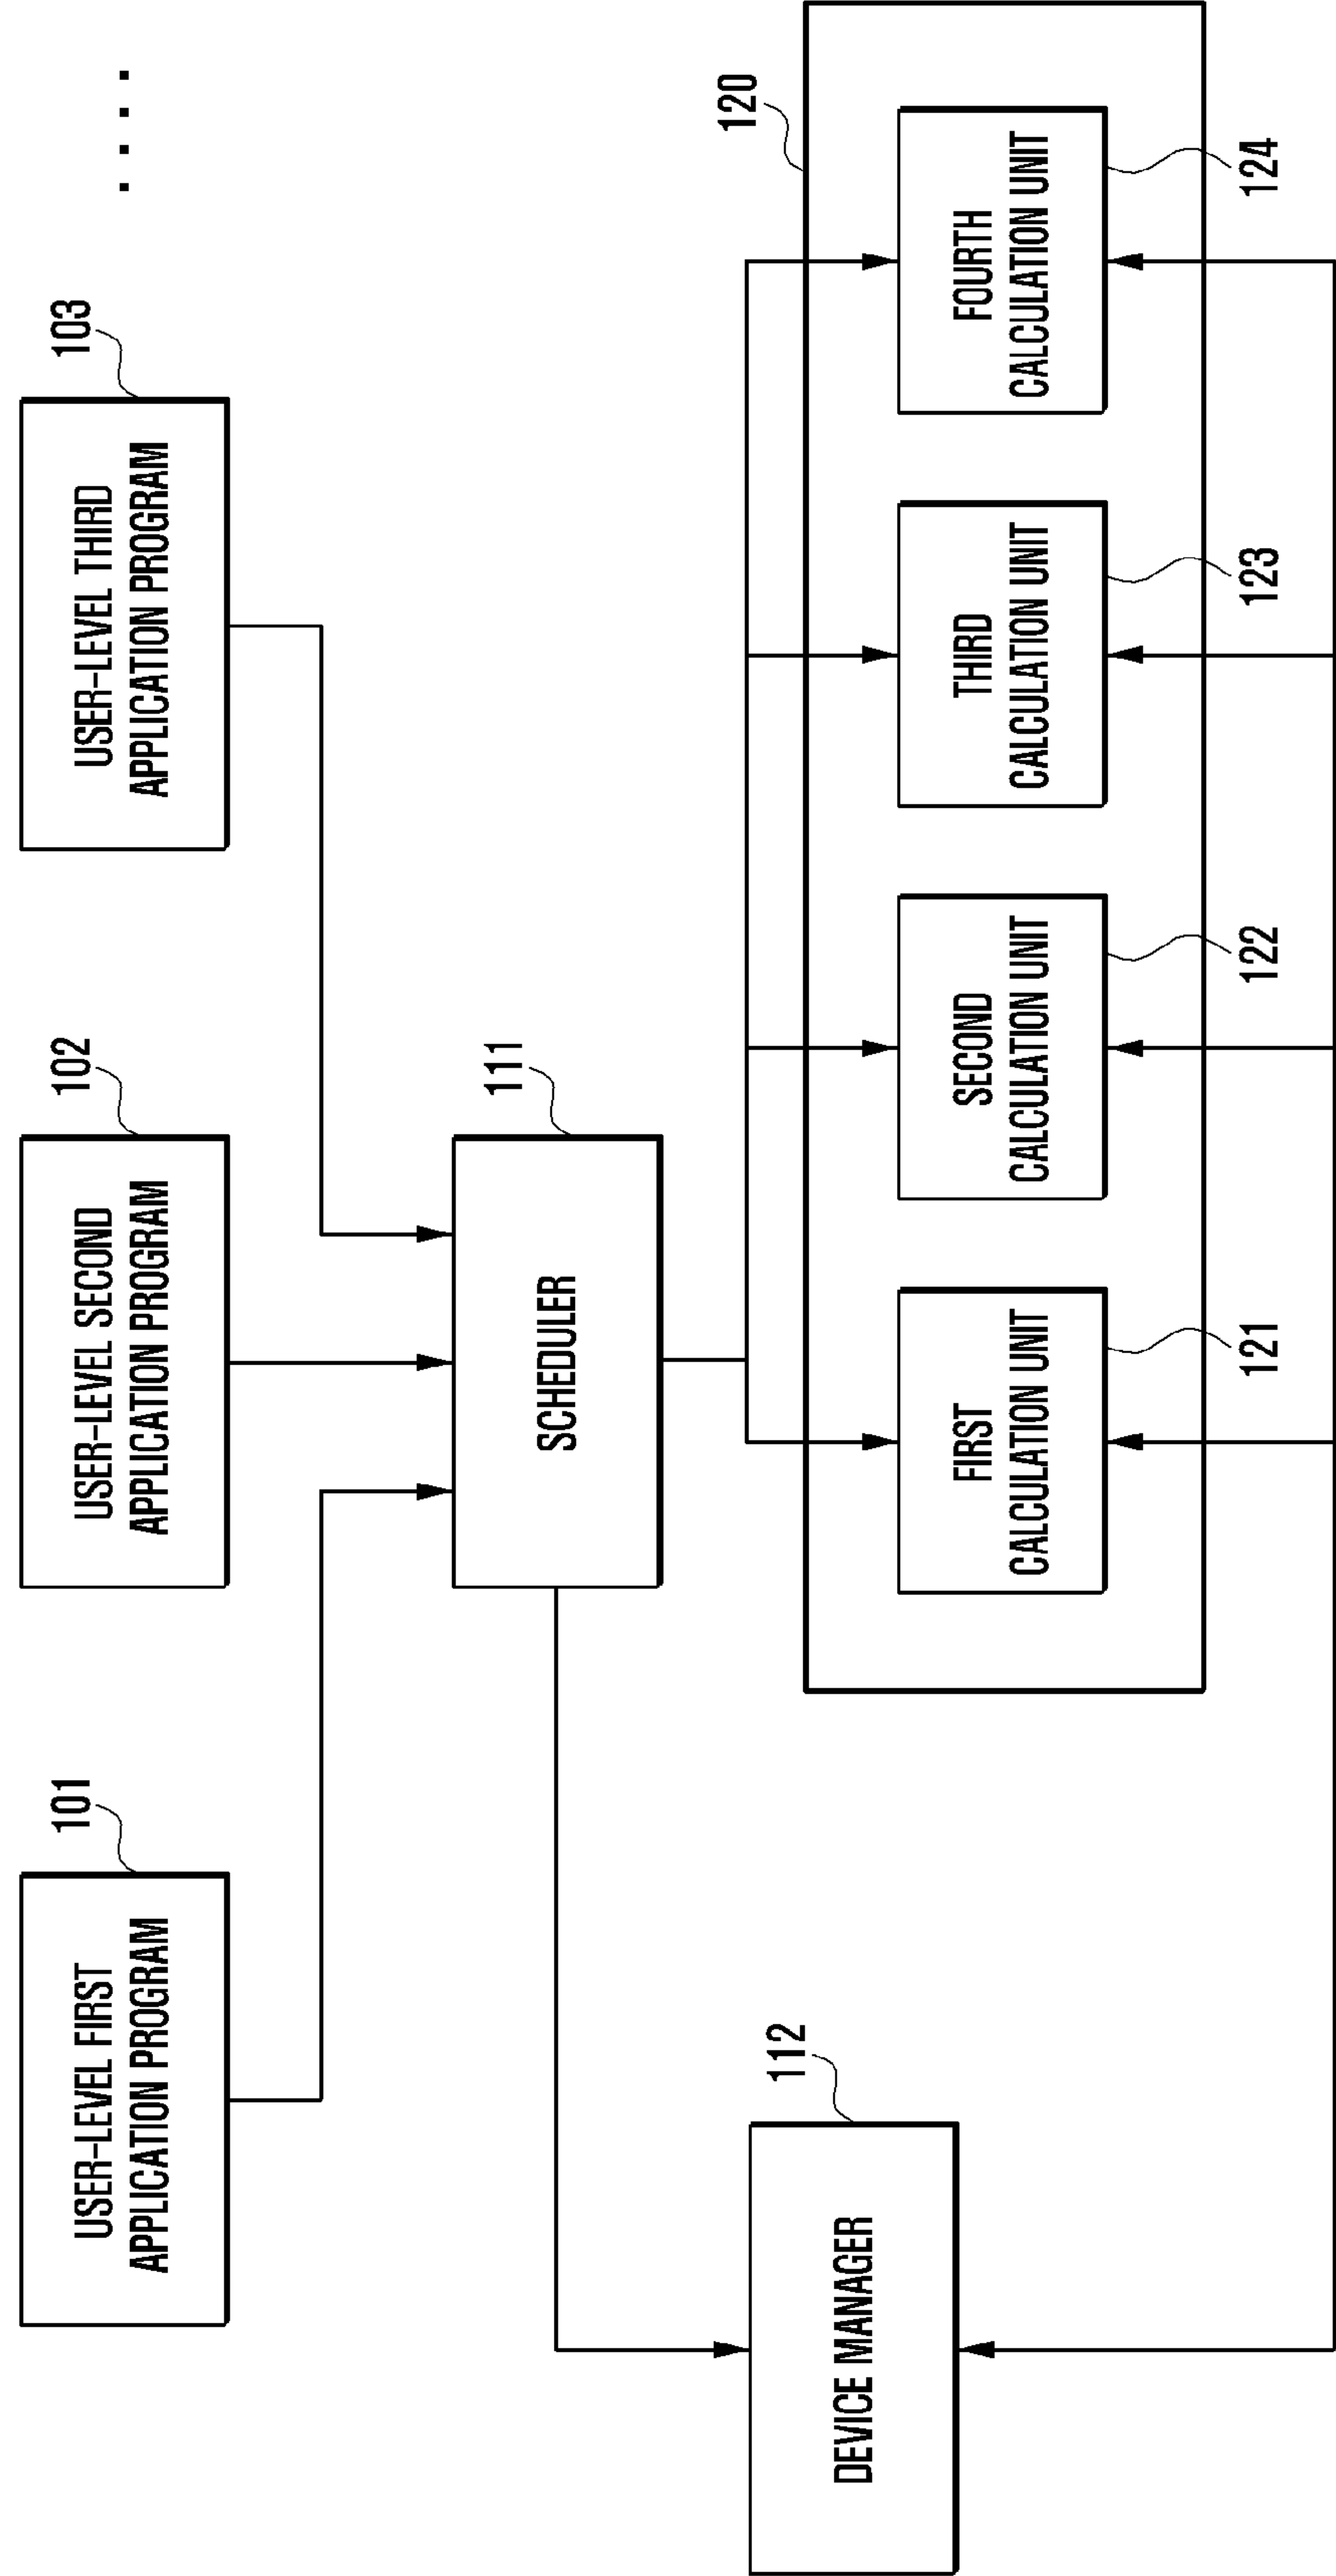 101
USER-LEVEL FIRST
APPLICATION PROGRAM
102
USER-LEVEL SECOND
APPLICATION PROGRAM
103
USER-LEVEL THIRD
APPLICATION PROGRAM
. . . .
111
SCHEDULER
112
DEVICE MANAGER
120
FIRST
CALCULATION UNIT
SECOND
CALCULATION UNIT
THIRD
CALCULATION UNIT
FOURTH
CALCULATION UNIT
121
122
123
124